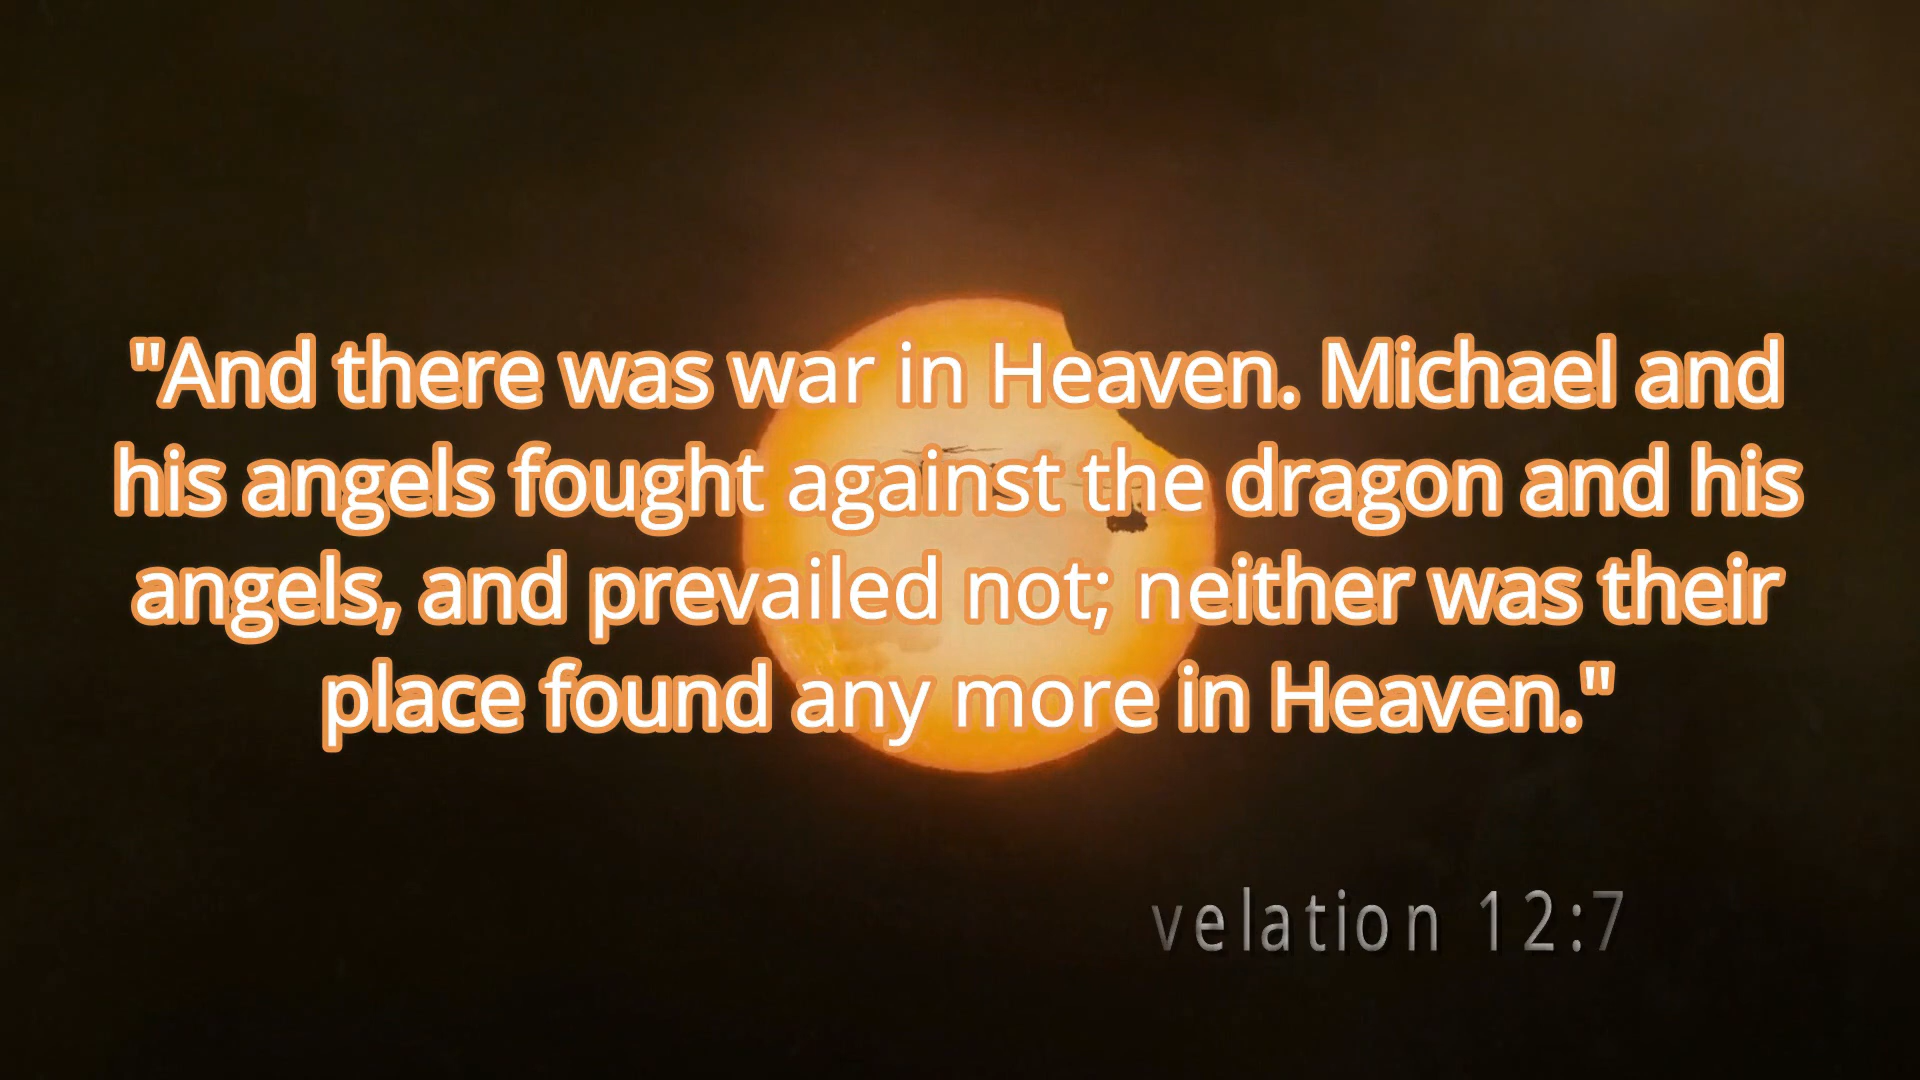 "And there was war in Heaven. Michael and
his angels fought against the dragon and his
angels, and prevailed not; neither was their
place found any more in Heaven."
velation 12:7